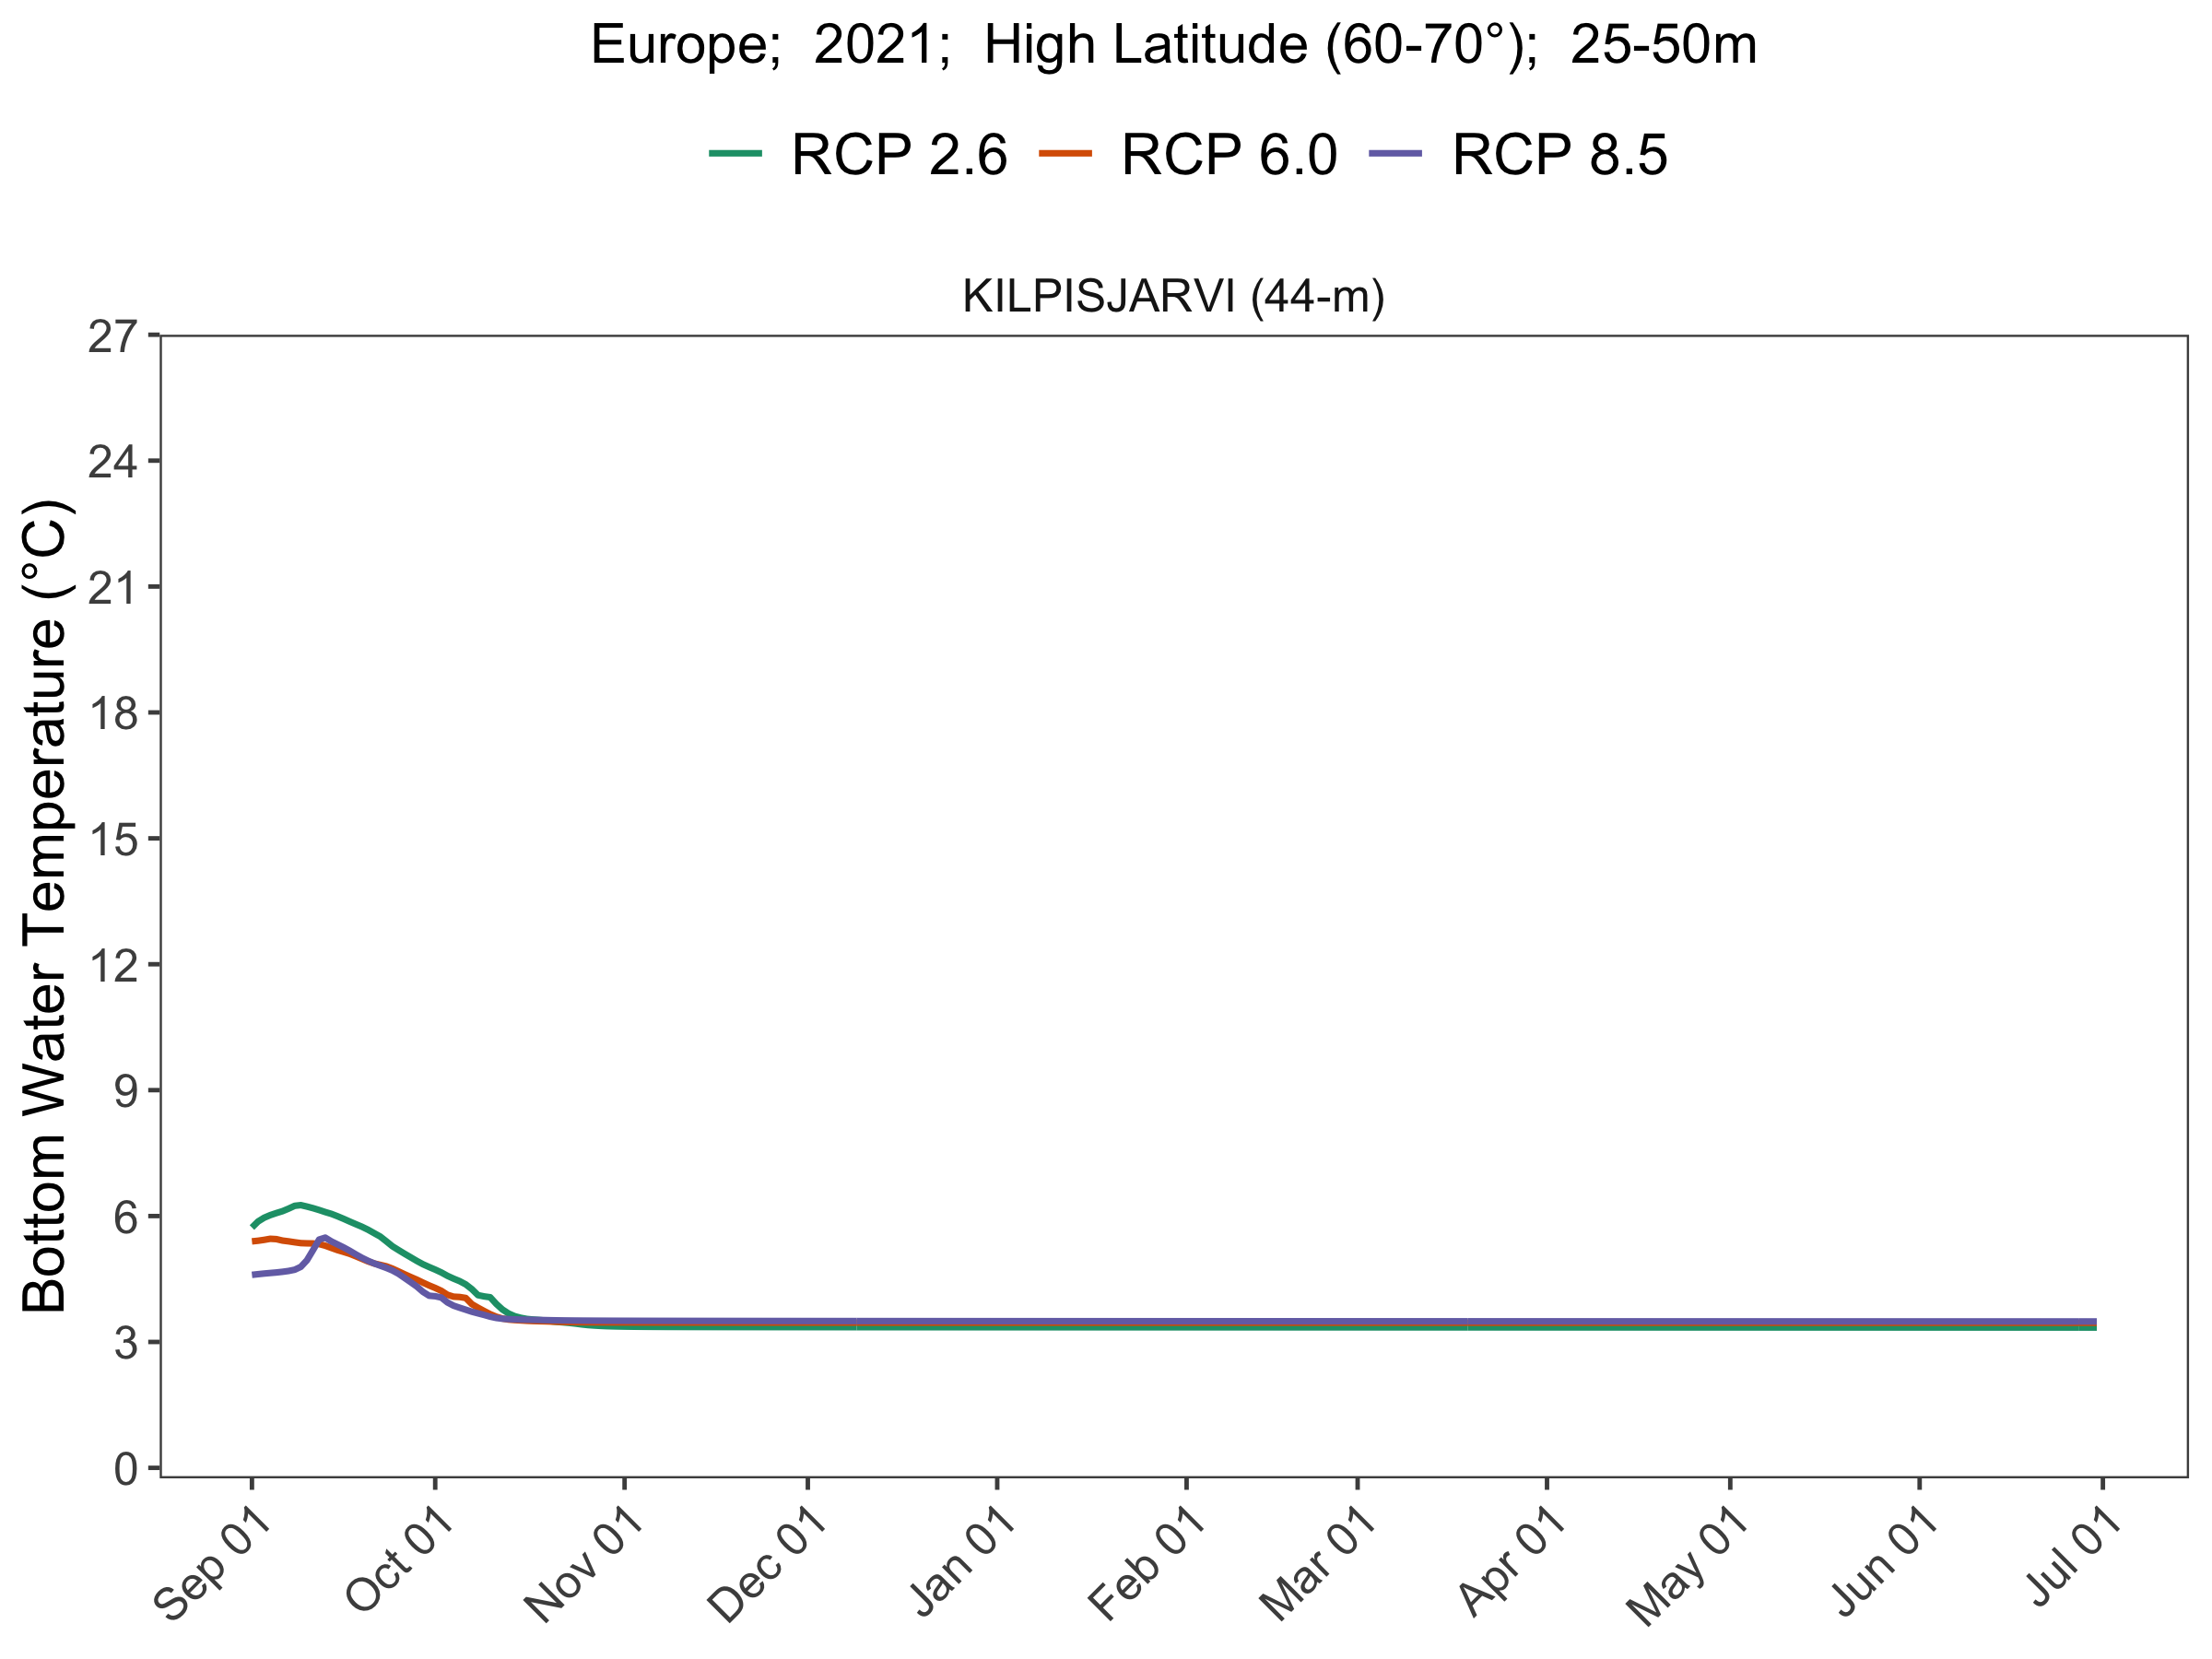 Europe; 2021; High Latitude (60-70°); 25-50m
RCP 2.6 RCP 6.0 RCP 8.5
KILPISJARVI (44-m)
Bottom Water Temperature (°C)
27
24
21
18
15
12
9
6
3
0
Sep 01 Oct 01 Nov 01 Dec 01 Jan 01 Feb 01 Mar 01 Apr 01 May 01 Jun 01 Jul 01